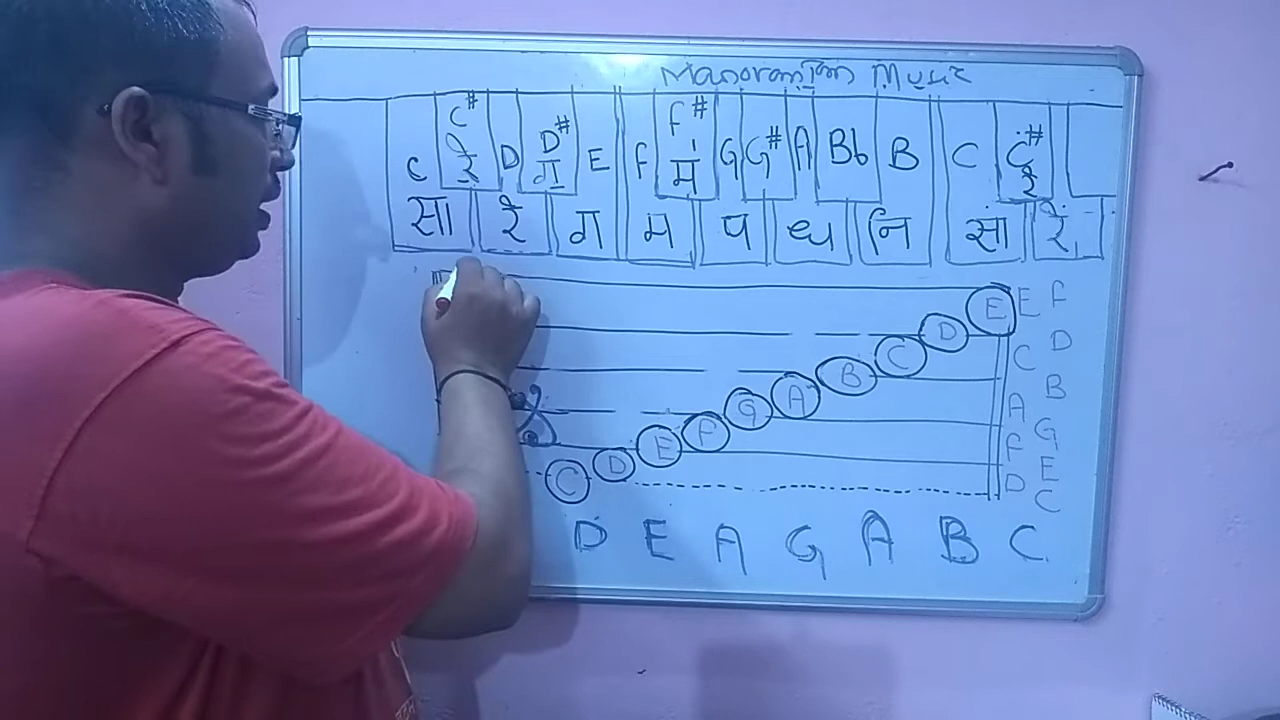 Manoranjan Music
C# D# F# G# Bb C#
C रे D ग E F म G A B C रे
सा रे ग म प ध नि सां रें
E F
D
C
B
A
G
F
E
D
C
C D E F G A B C D E
D E A G A B C